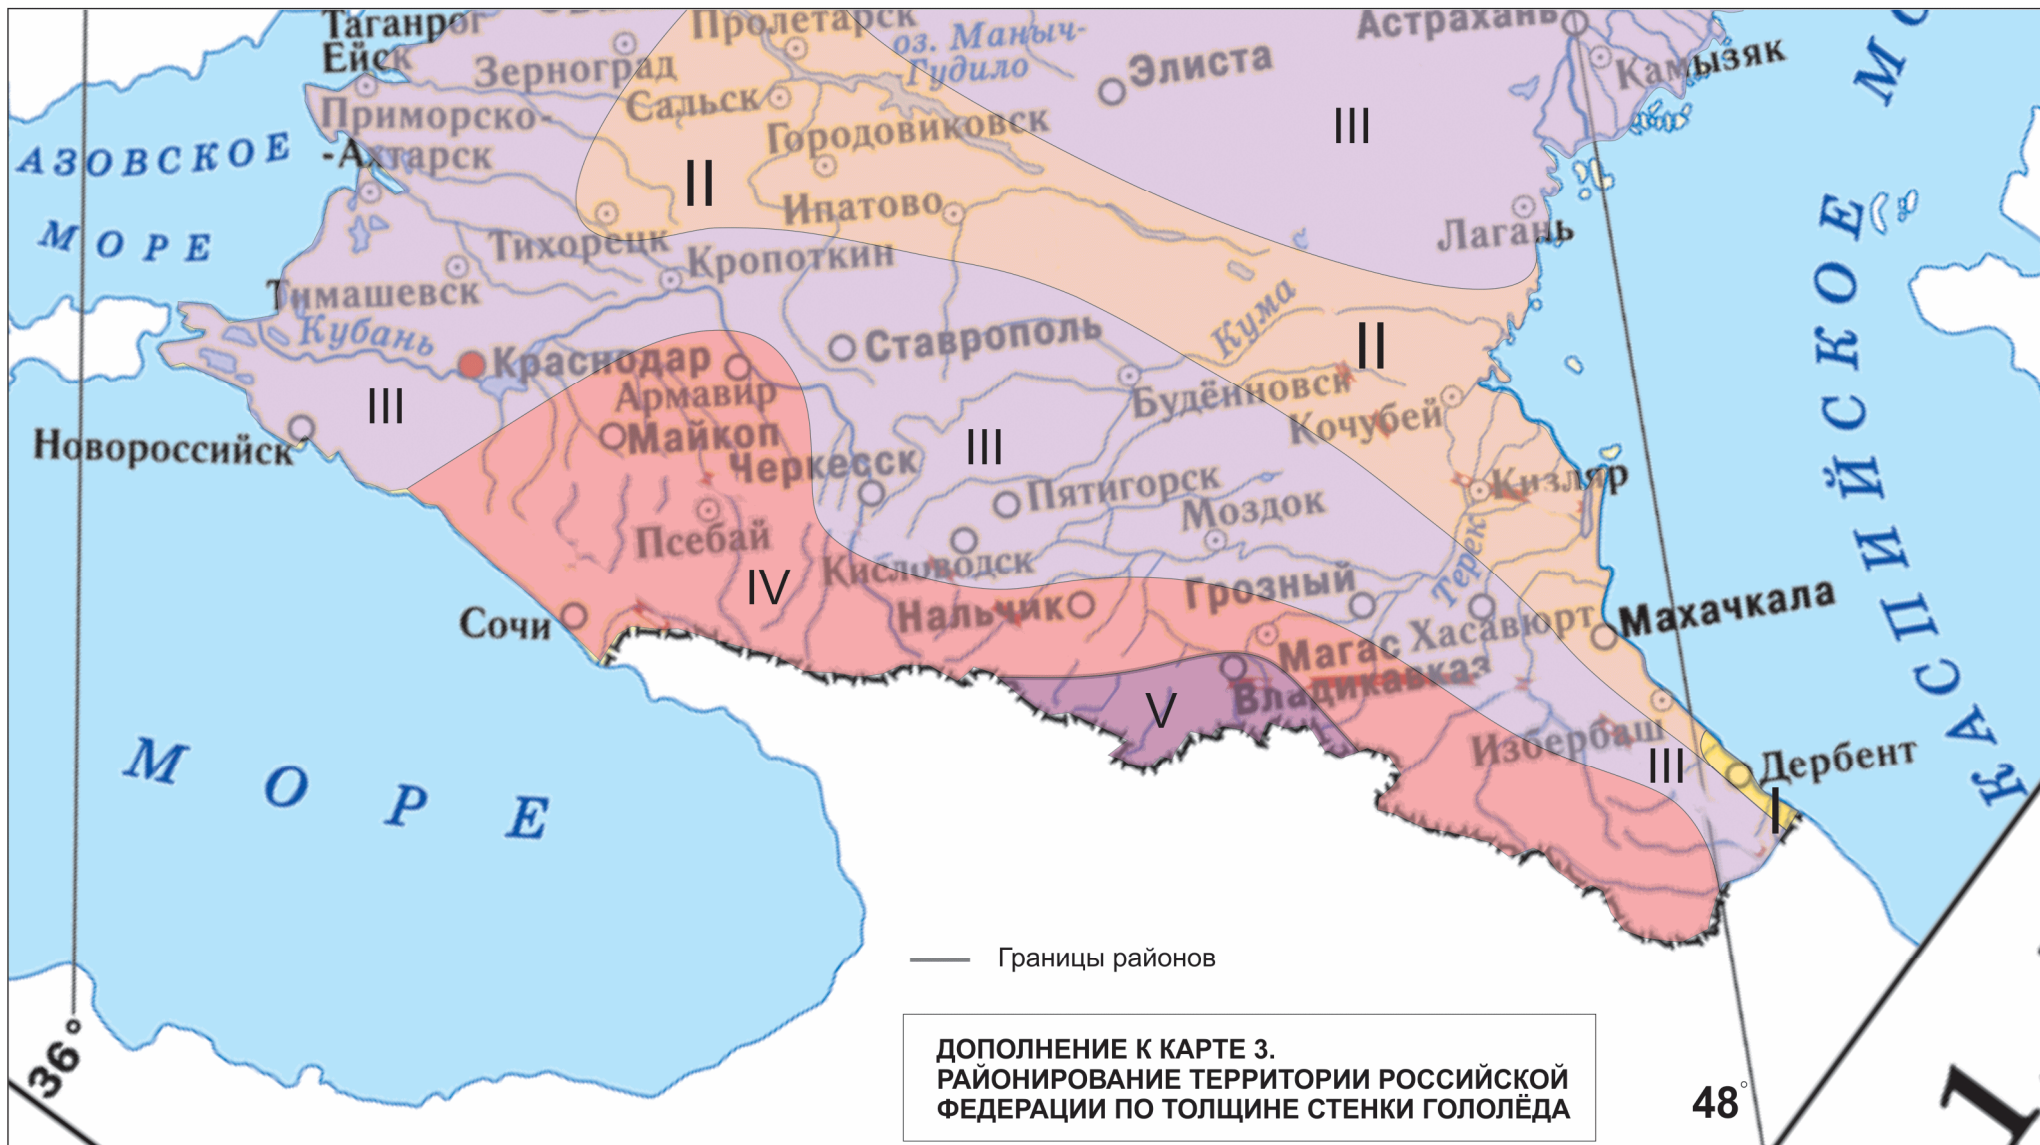 Таганрог
Пролетарск
Астрахань
Ейск
Зерноград
оз. Маныч-
Гудило
Элиста
Камызяк
М О
Приморско-
-Ахтарск
Сальск
Городовиковск
III
АЗОВСКОЕ
МОРЕ
II
Ипатово
Лагань
Тихорецк
Кропоткин
Тимашевск
Кубань
Краснодар
Ставрополь
Кума
II
Армавир
Будённовск
Кочубей
III
Новороссийск
Майкоп
Черкесск
III
Пятигорск
Кизляр
КАСПИЙСКОЕ
Псебай
Моздок
Терек
Кисловодск
IV
Нальчик
Грозный
Хасавюрт
Махачкала
Сочи
Магас
Владикавказ
V
Избербаш
III
Дербент
I
МОРЕ
Границы районов
ДОПОЛНЕНИЕ К КАРТЕ 3.
РАЙОНИРОВАНИЕ ТЕРРИТОРИИ РОССИЙСКОЙ
ФЕДЕРАЦИИ ПО ТОЛЩИНЕ СТЕНКИ ГОЛОЛЁДА
36°
48°
1